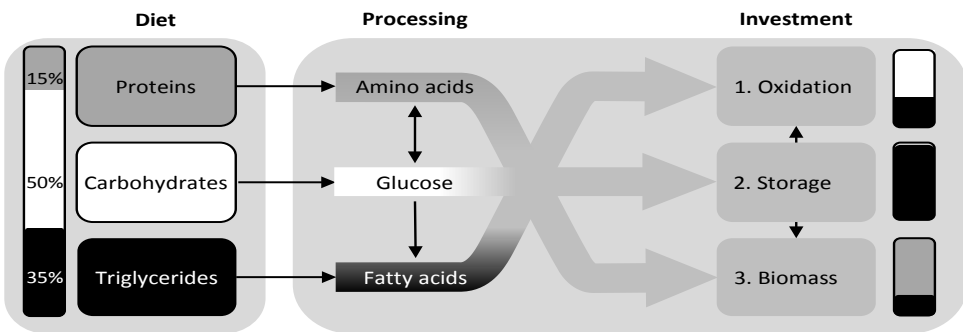 Diet
Processing
Investment
15%
Proteins
Amino acids
1. Oxidation
50%
Carbohydrates
Glucose
2. Storage
35%
Triglycerides
Fatty acids
3. Biomass